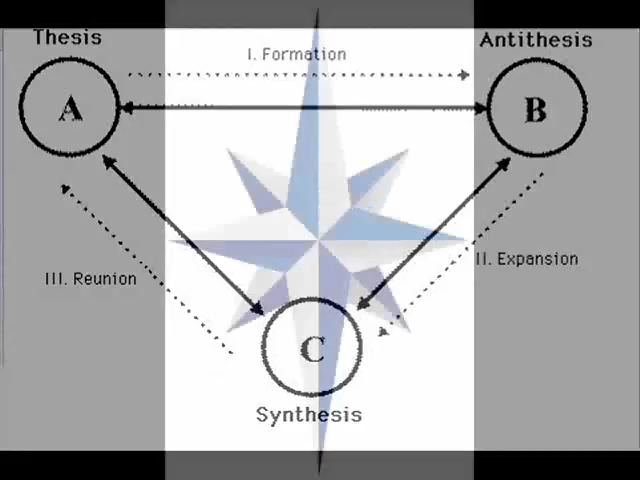 Thesis
I. Formation
Antithesis
A
B
II. Expansion
III. Reunion
C
Synthesis